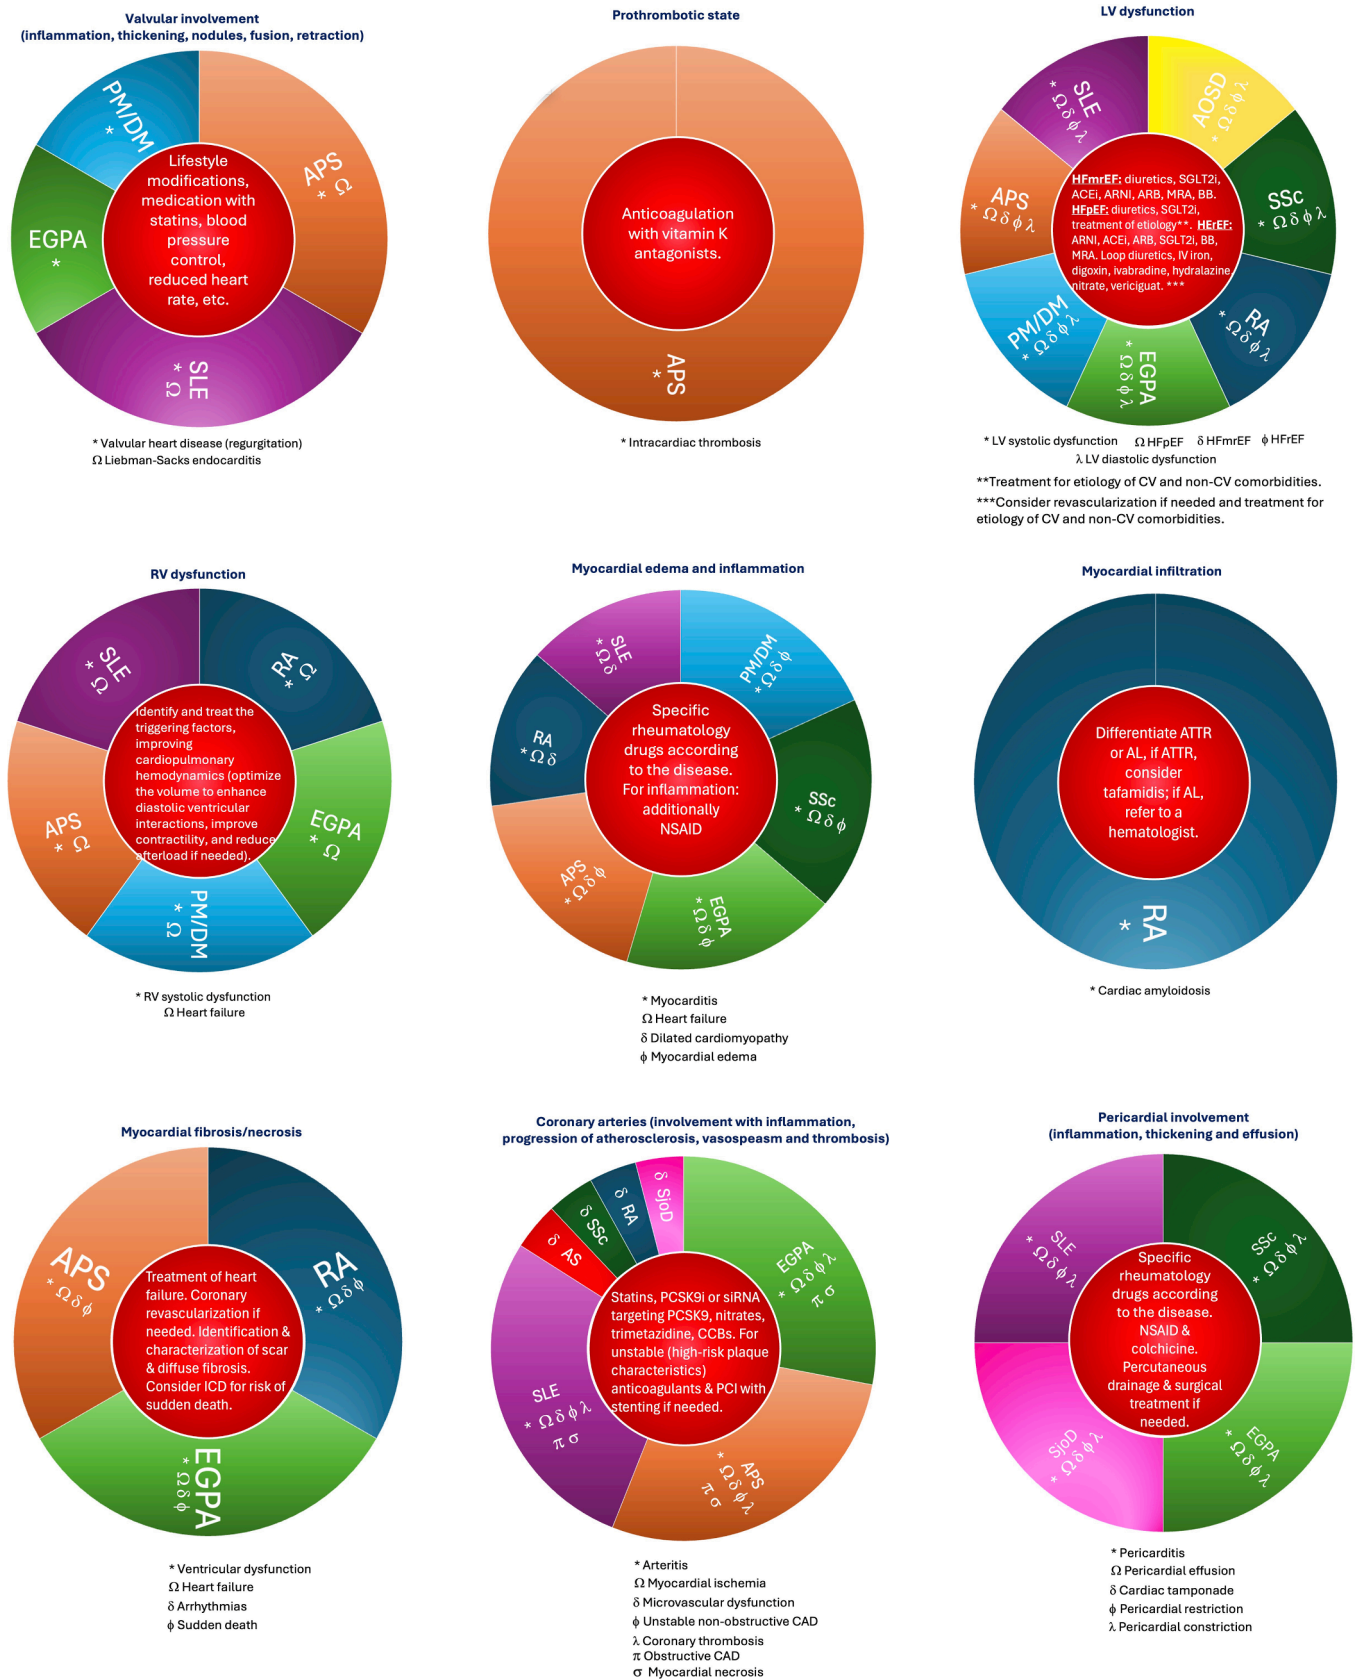 Valvular involvement
(inflammation, thickening, nodules, fusion, retraction)
PM/DM
*
APS
* Ω
EGPA
*
SLE
* Ω
Lifestyle
modifications,
medication with
statins, blood
pressure
control,
reduced heart
rate, etc.
* Valvular heart disease (regurgitation)
Ω Liebman-Sacks endocarditis
Prothrombotic state
Anticoagulation
with vitamin K
antagonists.
APS
*
* Intracardiac thrombosis
LV dysfunction
SLE
* Ω δ ϕ λ
AOSD
* Ω δ ϕ λ
APS
* Ω δ ϕ λ
SSc
* Ω δ ϕ λ
PM/DM
* Ω δ ϕ λ
RA
* Ω δ ϕ λ
EGPA
* Ω δ ϕ λ
HFmrEF: diuretics, SGLT2i,
ACEi, ARNI, ARB, MRA, BB.
HFpEF: diuretics, SGLT2i,
treatment of etiology**. HErEF:
ARNI, ACEi, ARB, SGLT2i, BB,
MRA. Loop diuretics, IV iron,
digoxin, ivabradine, hydralazine,
nitrate, vericiguat. ***
* LV systolic dysfunction Ω HFpEF δ HFmrEF ϕ HFrEF
λ LV diastolic dysfunction
**Treatment for etiology of CV and non-CV comorbidities.
***Consider revascularization if needed and treatment for
etiology of CV and non-CV comorbidities.
RV dysfunction
SLE
* Ω
RA
* Ω
APS
* Ω
EGPA
* Ω
PM/DM
* Ω
Identify and treat the
triggering factors,
improving
cardiopulmonary
hemodynamics (optimize
the volume to enhance
diastolic ventricular
interactions, improve
contractility, and reduce
afterload if needed).
* RV systolic dysfunction
Ω Heart failure
Myocardial edema and inflammation
SLE
* Ω δ
PM/DM
* Ω δ ϕ
RA
* Ω δ
SSc
* Ω δ ϕ
APS
* Ω δ ϕ
EGPA
* Ω δ ϕ
Specific
rheumatology
drugs according
to the disease.
For inflammation:
additionally
NSAID
* Myocarditis
Ω Heart failure
δ Dilated cardiomyopathy
ϕ Myocardial edema
Myocardial infiltration
Differentiate ATTR
or AL, if ATTR,
consider
tafamidis; if AL,
refer to a
hematologist.
RA
*
* Cardiac amyloidosis
Myocardial fibrosis/necrosis
APS
* Ω δ ϕ
RA
* Ω δ ϕ
EGPA
* Ω δ ϕ
Treatment of heart
failure. Coronary
revascularization if
needed. Identification &
characterization of scar
& diffuse fibrosis.
Consider ICD for risk of
sudden death.
* Ventricular dysfunction
Ω Heart failure
δ Arrhythmias
ϕ Sudden death
Coronary arteries (involvement with inflammation,
progression of atherosclerosis, vasospeasm and thrombosis)
δ AS
δ SSc
δ RA
δ SjoD
EGPA
* Ω δ ϕ λ
π σ
SLE
* Ω δ ϕ λ
π σ
APS
* Ω δ ϕ λ
π σ
Statins, PCSK9i or siRNA
targeting PCSK9, nitrates,
trimetazidine, CCBs. For
unstable (high-risk plaque
characteristics)
anticoagulants & PCI with
stenting if needed.
* Arteritis
Ω Myocardial ischemia
δ Microvascular dysfunction
ϕ Unstable non-obstructive CAD
λ Coronary thrombosis
π Obstructive CAD
σ Myocardial necrosis
Pericardial involvement
(inflammation, thickening and effusion)
SLE
* Ω δ ϕ λ
SSc
* Ω δ ϕ λ
SjoD
* Ω δ ϕ λ
EGPA
* Ω δ ϕ λ
Specific
rheumatology
drugs according
to the disease.
NSAID &
colchicine.
Percutaneous
drainage & surgical
treatment if
needed.
* Pericarditis
Ω Pericardial effusion
δ Cardiac tamponade
ϕ Pericardial restriction
λ Pericardial constriction